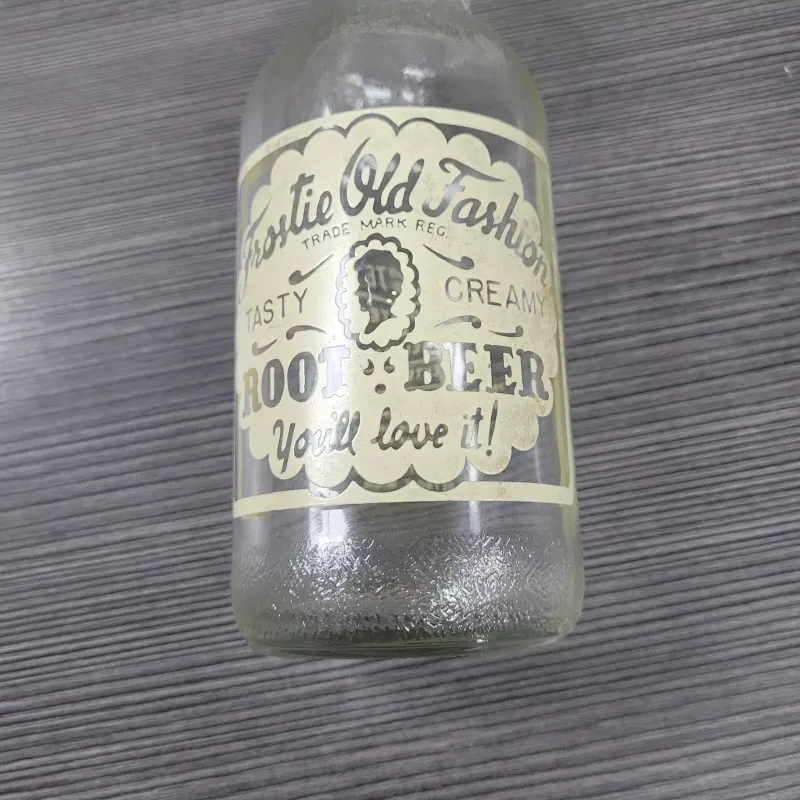 Frostie Old Fashion
TRADE MARK REG.
TASTY CREAMY
ROOT BEER
You'll love it!